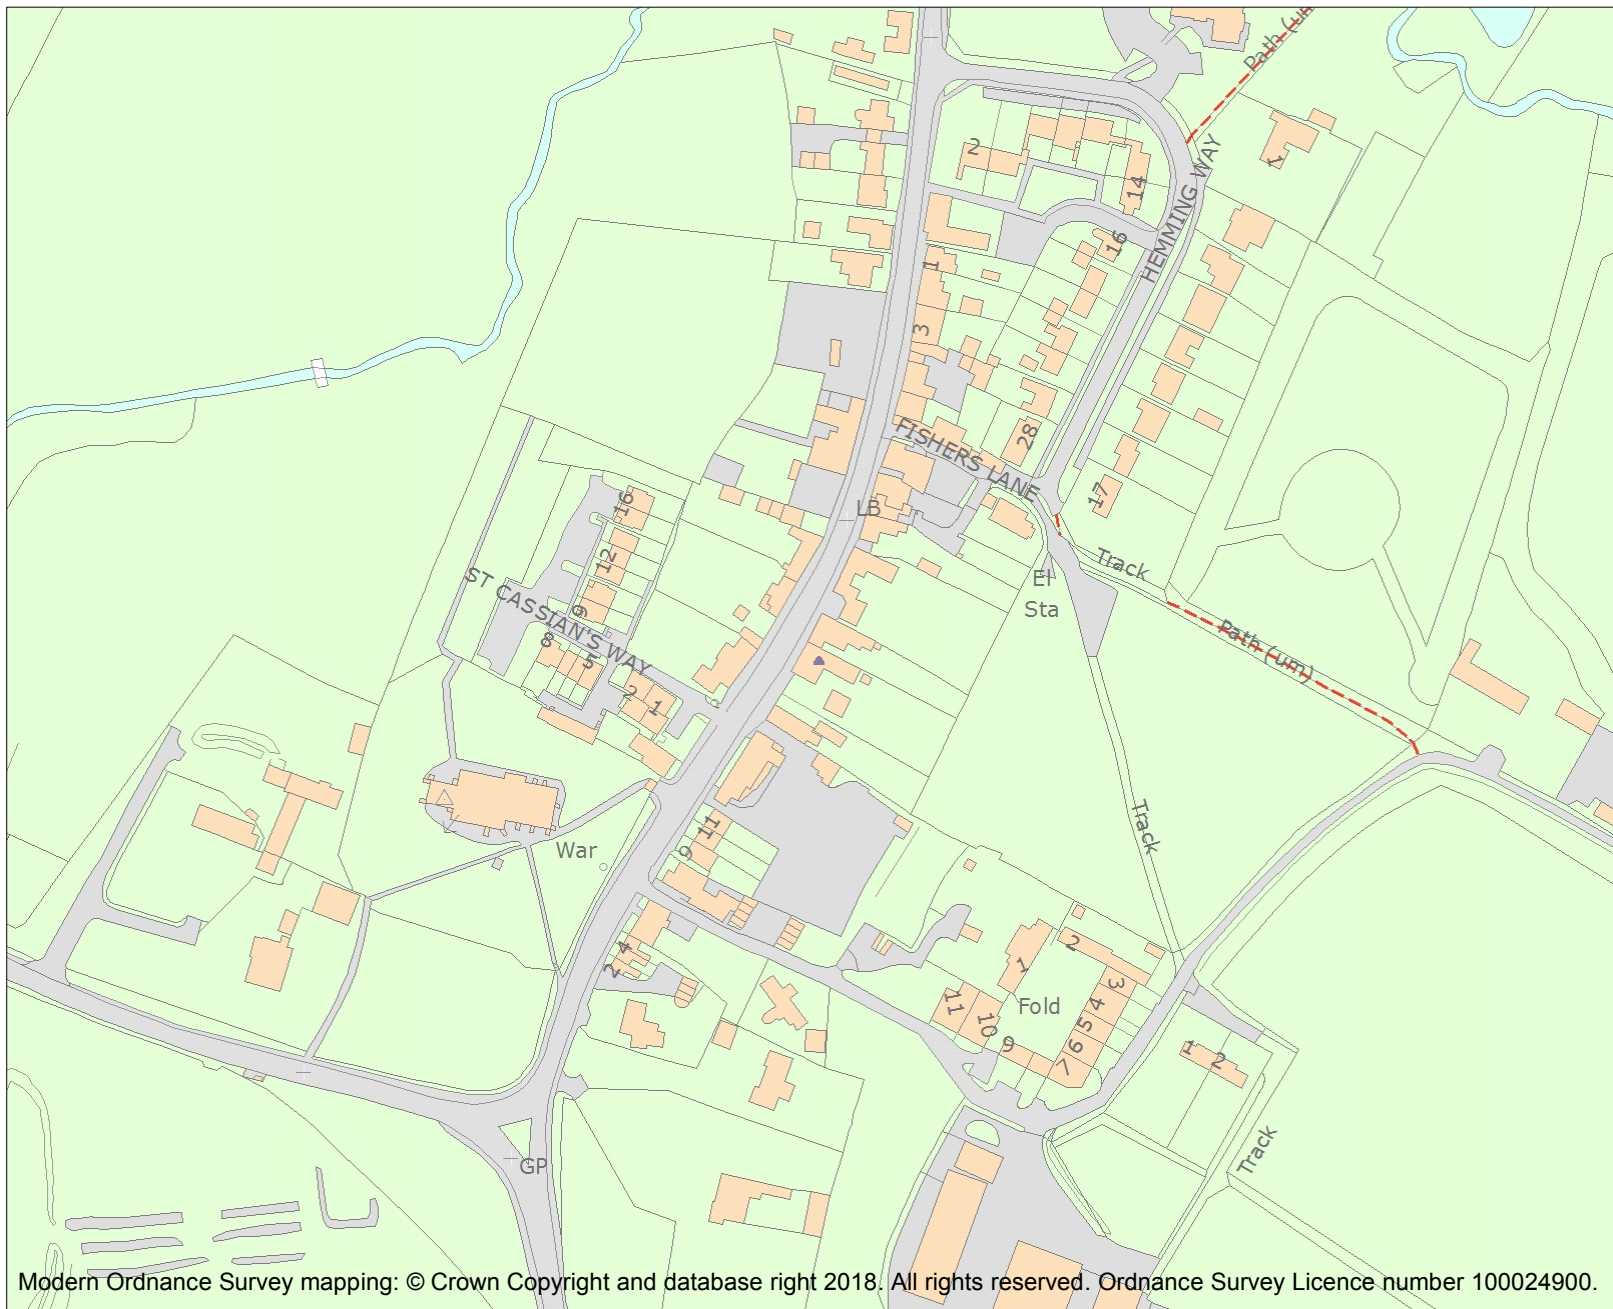 Path (um)
1
2
14
HEMMING WAY
16
1
3
28
FISHERS LANE
17
LB
16
12
9
ST CASSIAN'S WAY
8
5
2
1
El
Sta
Track
Path (um)
Track
War
11
9
4
2
1
2
3
4
5
6
7
9
10
11
Fold
1
2
Track
GP
Modern Ordnance Survey mapping: © Crown Copyright and database right 2018. All rights reserved. Ordnance Survey Licence number 100024900.